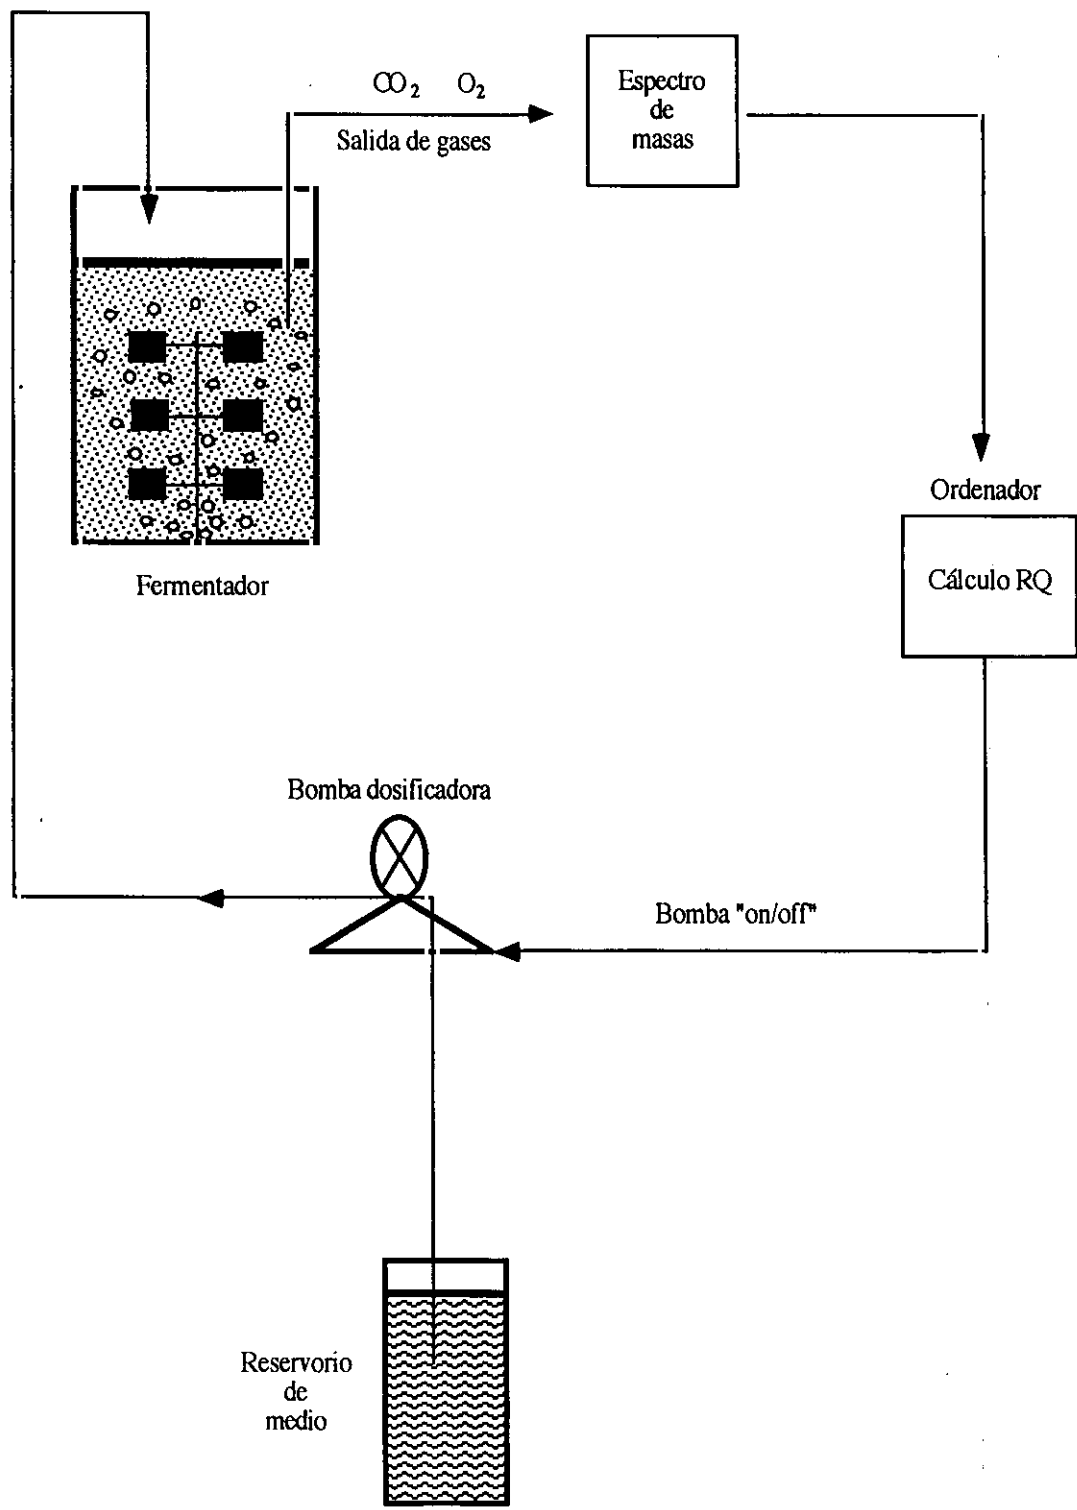 CO₂ O₂
Salida de gases
Espectro
de
masas
Ordenador
Cálculo RQ
Fermentador
Bomba dosificadora
Bomba "on/off"
Reservorio
de
medio